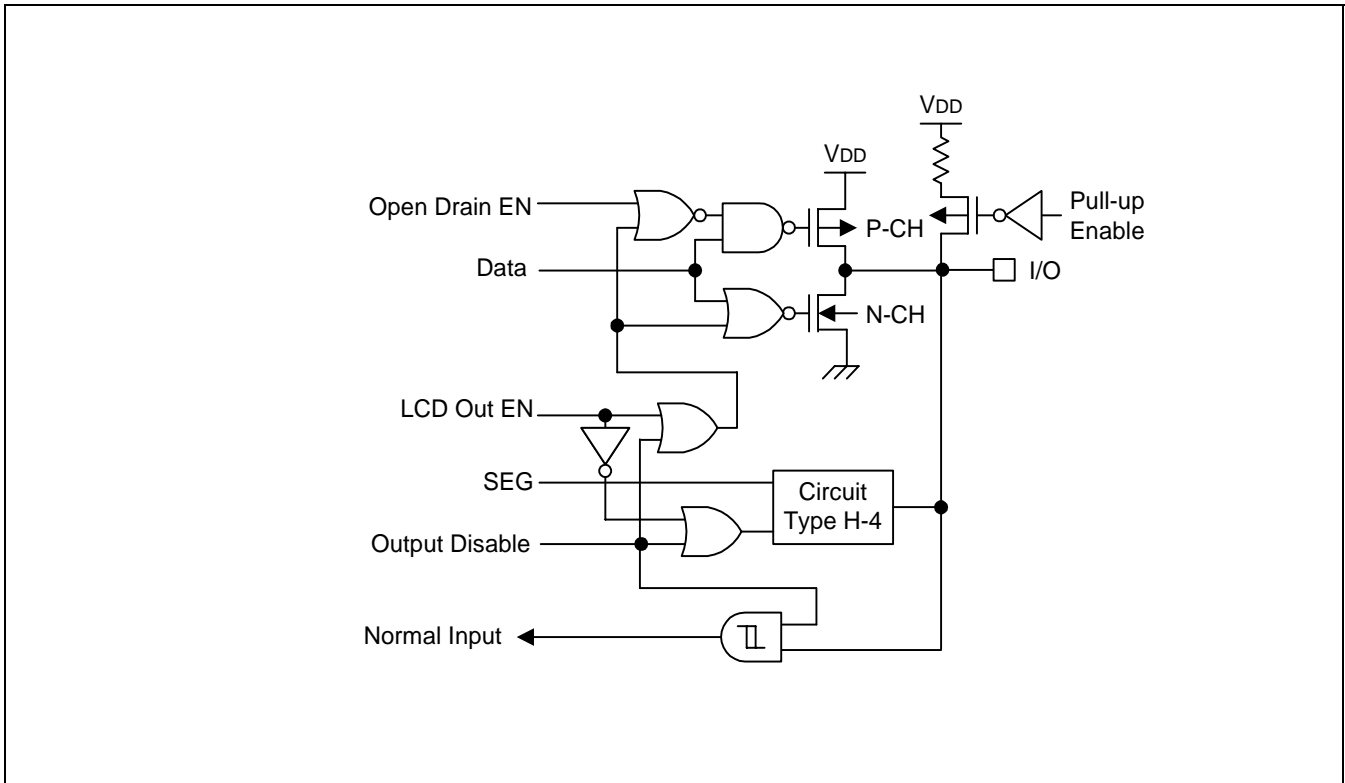 VDD
VDD
Open Drain EN
P-CH
Pull-up
Enable
Data
I/O
N-CH
LCD Out EN
SEG
Circuit
Type H-4
Output Disable
Normal Input